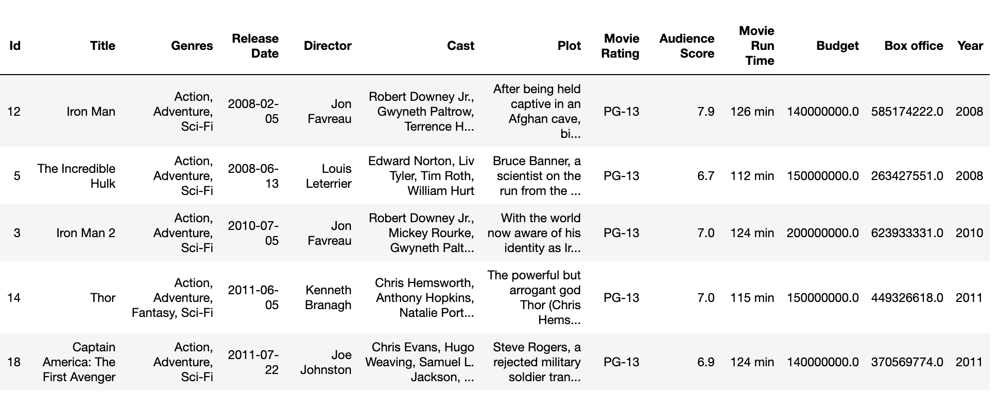 Id Title Genres Release Date Director Cast Plot Movie Rating Audience Score Movie Run Time Budget Box office Year
12 Iron Man Action, Adventure, Sci-Fi 2008-02-05 Jon Favreau Robert Downey Jr., Gwyneth Paltrow, Terrence H... After being held captive in an Afghan cave, bi... PG-13 7.9 126 min 140000000.0 585174222.0 2008
5 The Incredible Hulk Action, Adventure, Sci-Fi 2008-06-13 Louis Leterrier Edward Norton, Liv Tyler, Tim Roth, William Hurt Bruce Banner, a scientist on the run from the ... PG-13 6.7 112 min 150000000.0 263427551.0 2008
3 Iron Man 2 Action, Adventure, Sci-Fi 2010-07-05 Jon Favreau Robert Downey Jr., Mickey Rourke, Gwyneth Palt... With the world now aware of his identity as Ir... PG-13 7.0 124 min 200000000.0 623933331.0 2010
14 Thor Action, Adventure, Fantasy, Sci-Fi 2011-06-05 Kenneth Branagh Chris Hemsworth, Anthony Hopkins, Natalie Port... The powerful but arrogant god Thor (Chris Hems... PG-13 7.0 115 min 150000000.0 449326618.0 2011
18 Captain America: The First Avenger Action, Adventure, Sci-Fi 2011-07-22 Joe Johnston Chris Evans, Hugo Weaving, Samuel L. Jackson, ... Steve Rogers, a rejected military soldier tran... PG-13 6.9 124 min 140000000.0 370569774.0 2011